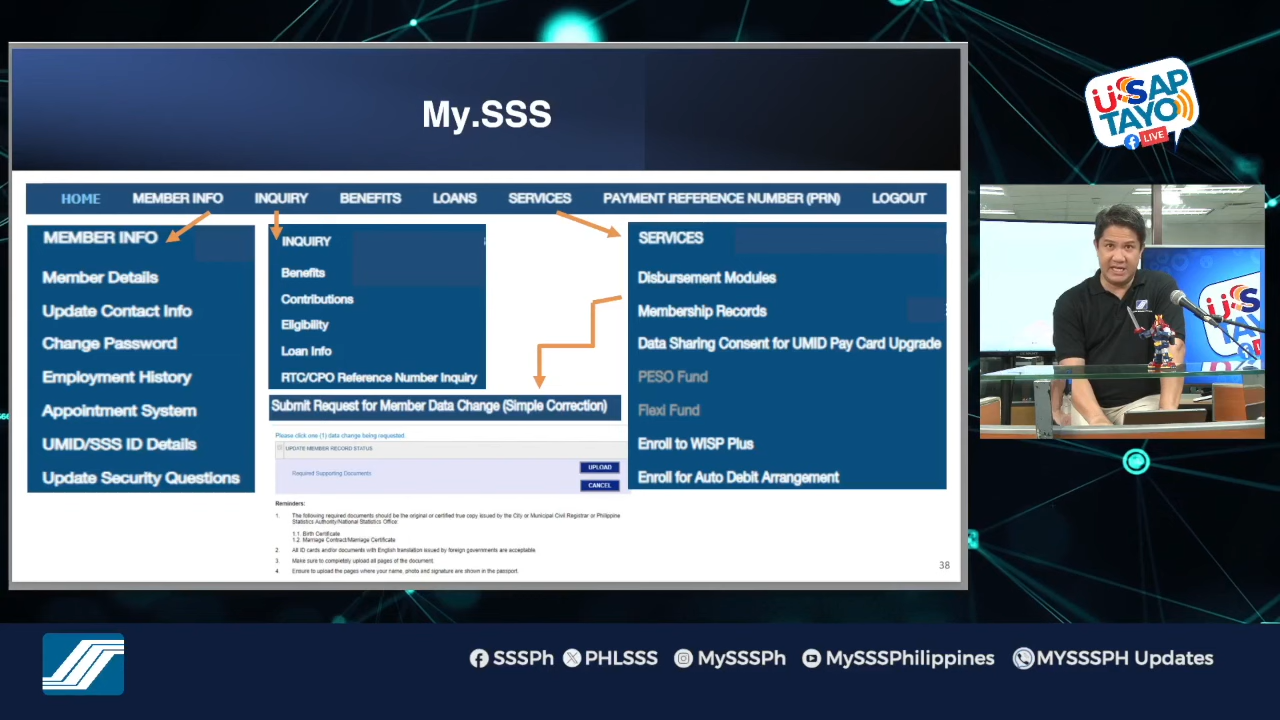 My.SSS
HOME MEMBER INFO INQUIRY BENEFITS LOANS SERVICES PAYMENT REFERENCE NUMBER (PRN) LOGOUT
MEMBER INFO
Member Details
Update Contact Info
Change Password
Employment History
Appointment System
UMID/SSS ID Details
Update Security Questions
INQUIRY
Benefits
Contributions
Eligibility
Loan Info
RTC/CPO Reference Number Inquiry
Submit Request for Member Data Change (Simple Correction)
Please click one (1) data change being requested
UPDATE MEMBER RECORD STATUS
Required Supporting Documents
UPLOAD
CANCEL
Reminders:
1. The following required documents should be the original or certified true copy issued by the City or Municipal Civil Registrar or Philippine
Statistics Authority/National Statistics Office:
1.1. Birth Certificate
1.2. Marriage Contract/Marriage Certificate
2. All ID cards and/or documents with English translation issued by foreign governments are acceptable
3. Make sure to completely upload all pages of the document.
4. Ensure to upload the pages where your name, photo and signature are shown in the passport.
SERVICES
Disbursement Modules
Membership Records
Data Sharing Consent for UMID Pay Card Upgrade
PESO Fund
Flexi Fund
Enroll to WISP Plus
Enroll for Auto Debit Arrangement
38
USSAP
TAYO
LIVE
SSSPh PHLSSS MySSSPh MySSSPhilippines MYSSSPH Updates